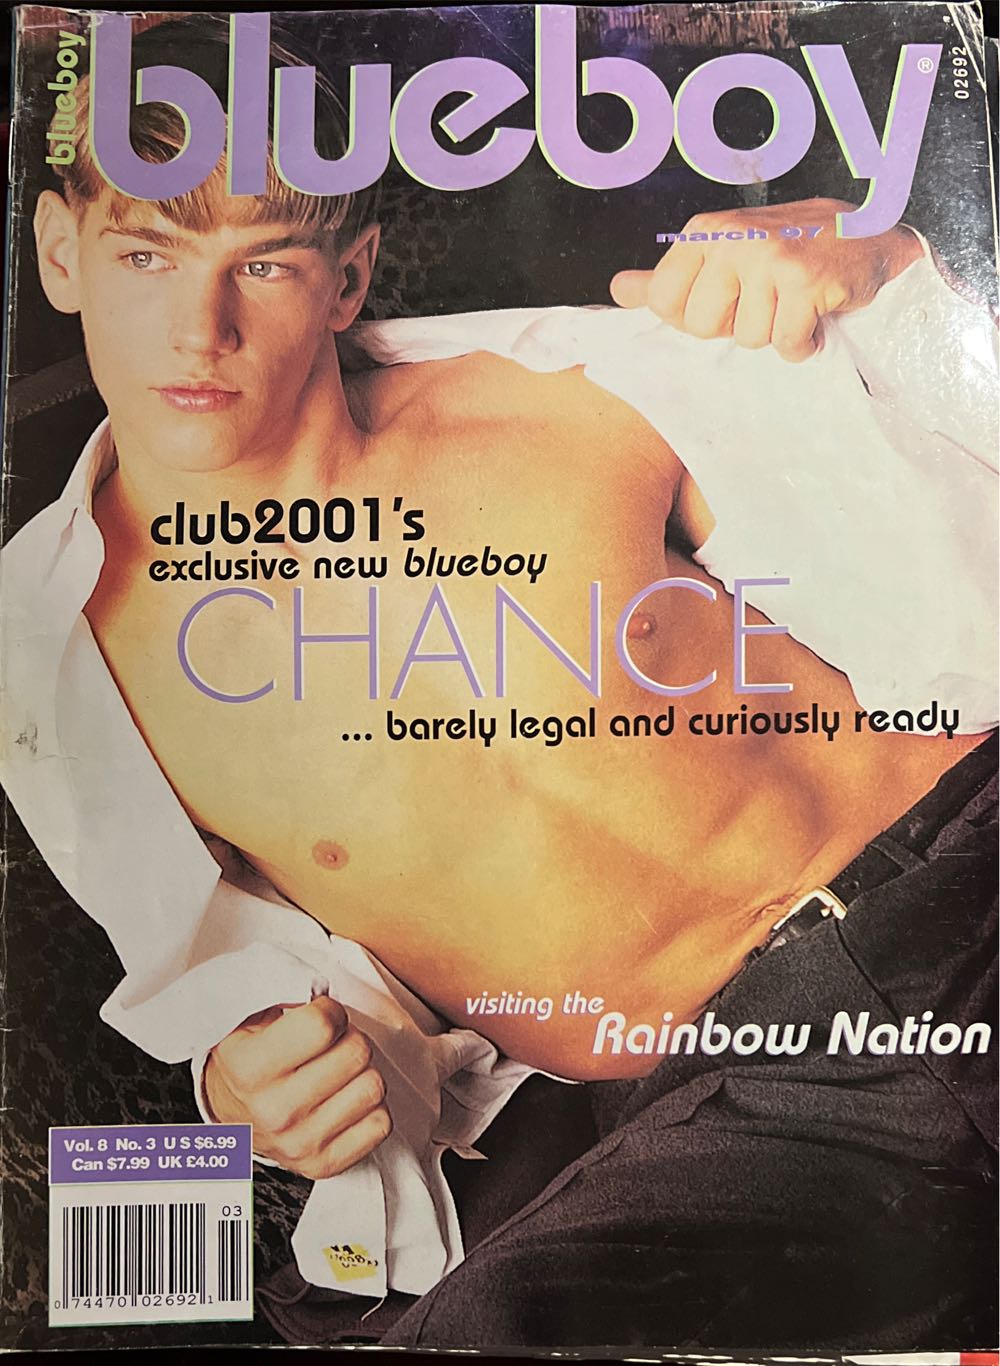 blueboy
blueboy®
02692
march 97
club2001's
exclusive new blueboy
CHANCE
... barely legal and curiously ready
visiting the
Rainbow Nation
Vol. 8 No. 3 U S $6.99
Can $7.99 UK £4.00
03
0 74470 02692 1